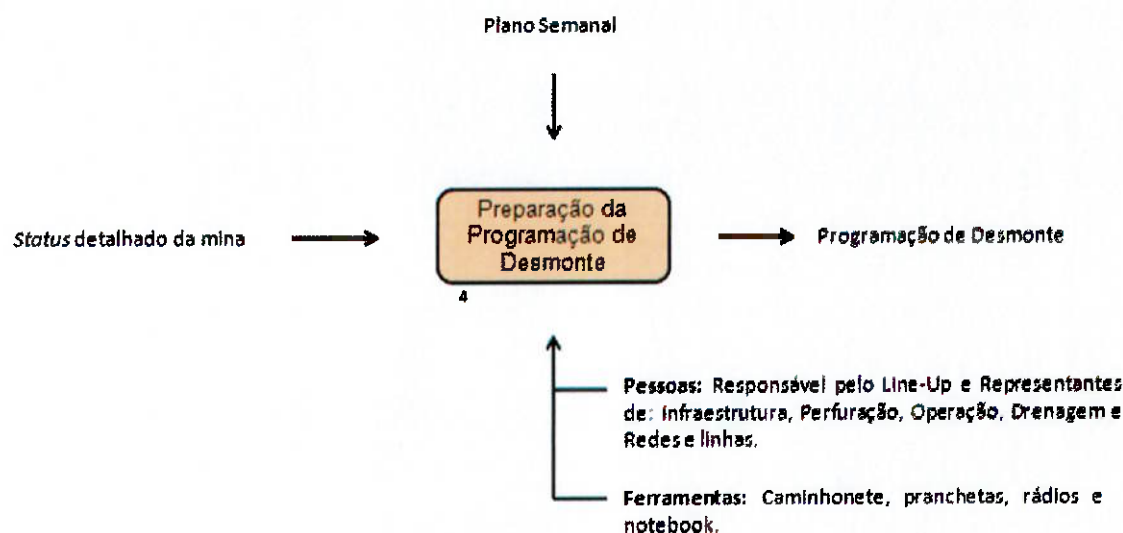 Plano Semanal
Status detalhado da mina
Preparação da
Programação de
Desmonte
4
Programação de Desmonte
Pessoas: Responsável pelo Line-Up e Representantes
de: Infraestrutura, Perfuração, Operação, Drenagem e
Redes e linhas.
Ferramentas: Caminhonete, pranchetas, rádios e
notebook.